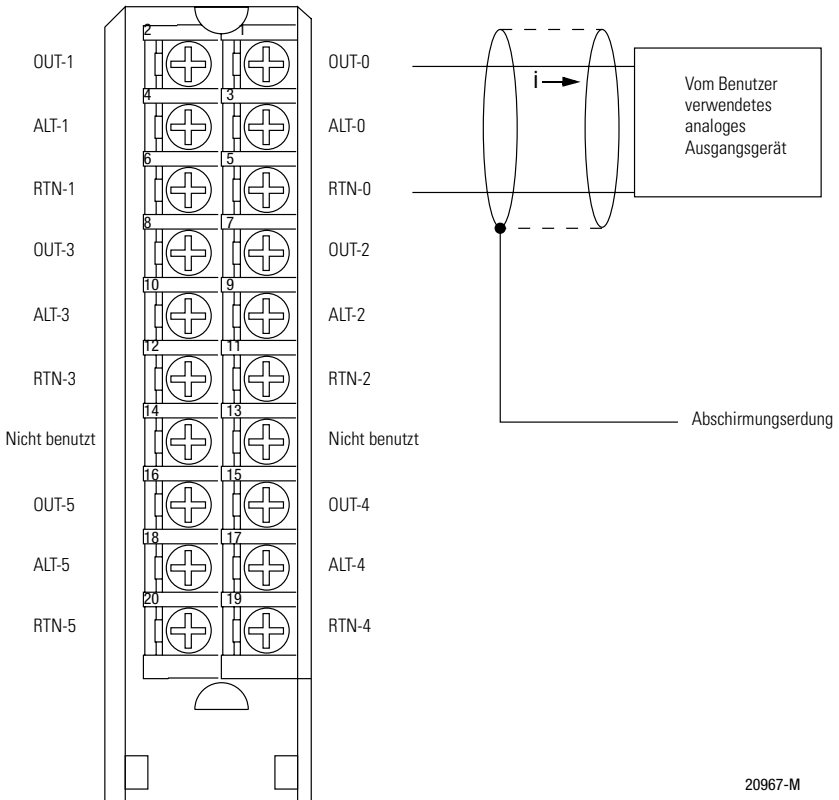 2 1
OUT-1 OUT-0
4 3
ALT-1 ALT-0
6 5
RTN-1 RTN-0
8 7
OUT-3 OUT-2
10 9
ALT-3 ALT-2
12 11
RTN-3 RTN-2
14 13
Nicht benutzt Nicht benutzt
16 15
OUT-5 OUT-4
18 17
ALT-5 ALT-4
20 19
RTN-5 RTN-4
i
Vom Benutzer
verwendetes
analoges
Ausgangsgerät
Abschirmungserdung
20967-M